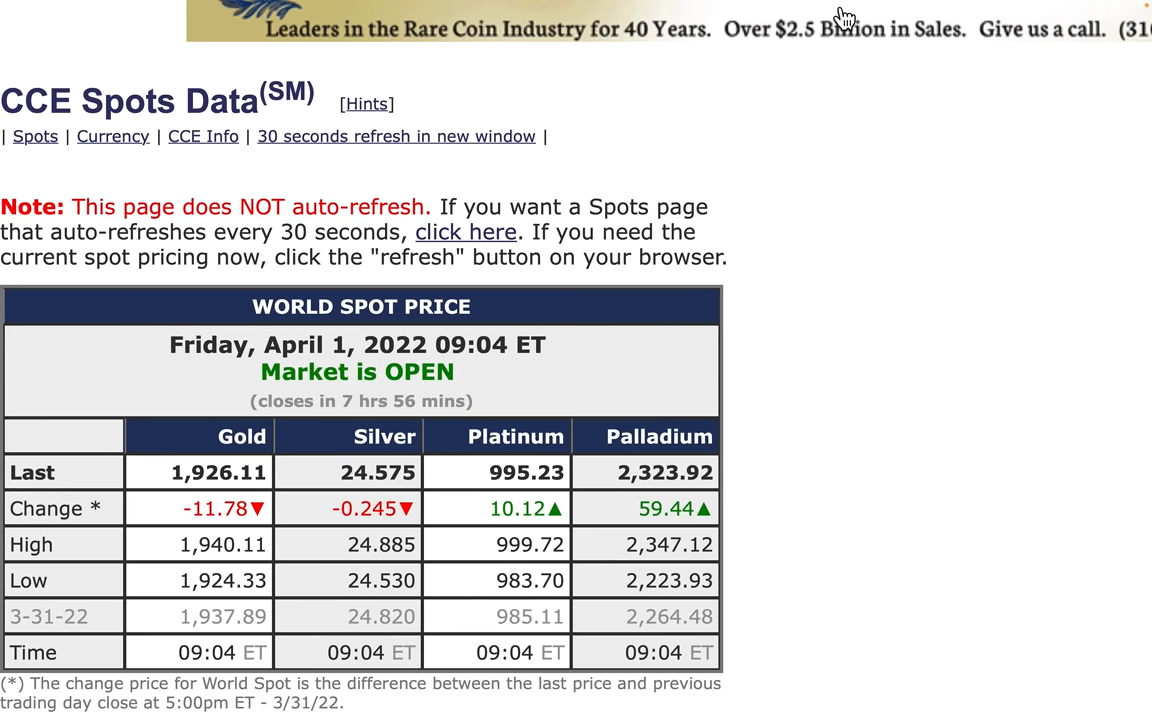 Leaders in the Rare Coin Industry for 40 Years. Over $2.5 Billion in Sales. Give us a call. (31
CCE Spots Data(SM) [Hints]
| Spots | Currency | CCE Info | 30 seconds refresh in new window |
Note: This page does NOT auto-refresh. If you want a Spots page
that auto-refreshes every 30 seconds, click here. If you need the
current spot pricing now, click the "refresh" button on your browser.
WORLD SPOT PRICE
Friday, April 1, 2022 09:04 ET
Market is OPEN
(closes in 7 hrs 56 mins)
Gold Silver Platinum Palladium
Last 1,926.11 24.575 995.23 2,323.92
Change * -11.78▼ -0.245▼ 10.12▲ 59.44▲
High 1,940.11 24.885 999.72 2,347.12
Low 1,924.33 24.530 983.70 2,223.93
3-31-22 1,937.89 24.820 985.11 2,264.48
Time 09:04 ET 09:04 ET 09:04 ET 09:04 ET
(*) The change price for World Spot is the difference between the last price and previous
trading day close at 5:00pm ET - 3/31/22.